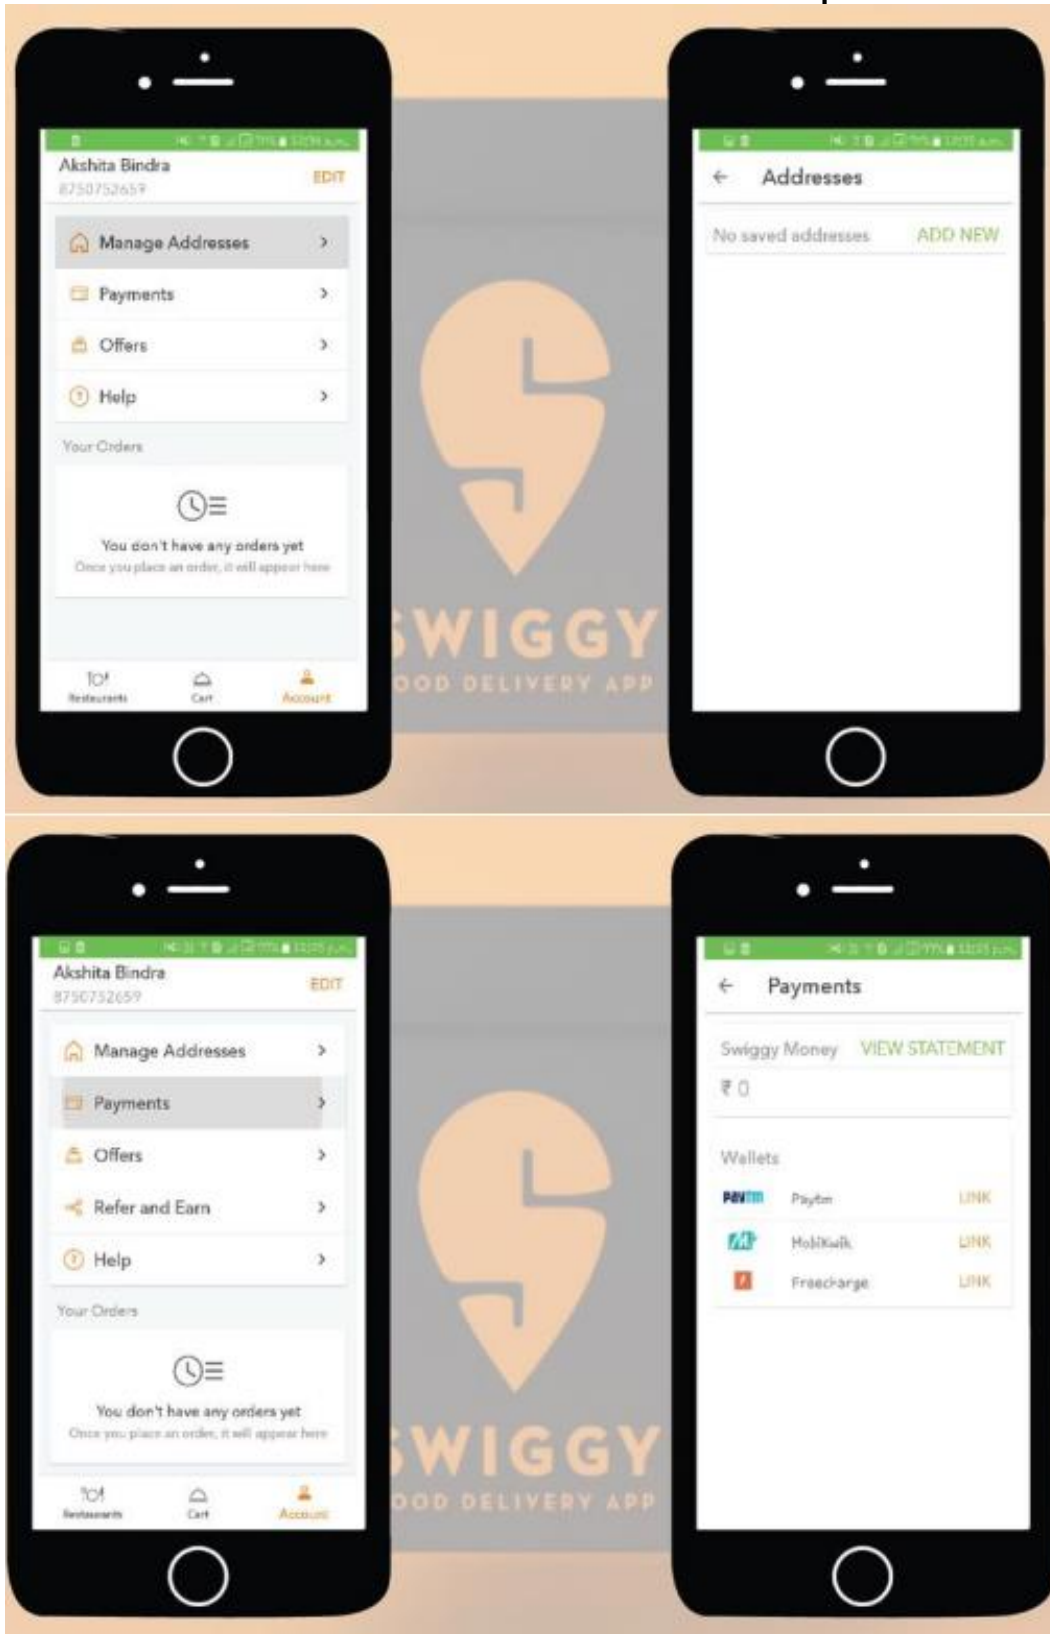 Akshita Bindra
8750752659
EDIT
Manage Addresses
Payments
Offers
Help
Your Orders
You don't have any orders yet
Once you place an order, it will appear here
Restaurants
Cart
Account
SWIGGY
OOD DELIVERY APP
Addresses
No saved addresses ADD NEW
Akshita Bindra
8750752659
EDIT
Manage Addresses
Payments
Offers
Refer and Earn
Help
Your Orders
You don't have any orders yet
Once you place an order, it will appear here
Restaurants
Cart
Account
SWIGGY
OOD DELIVERY APP
Payments
Swiggy Money VIEW STATEMENT
₹ 0
Wallets
Paytm Paytm LINK
MobiKwik LINK
Freecharge LINK